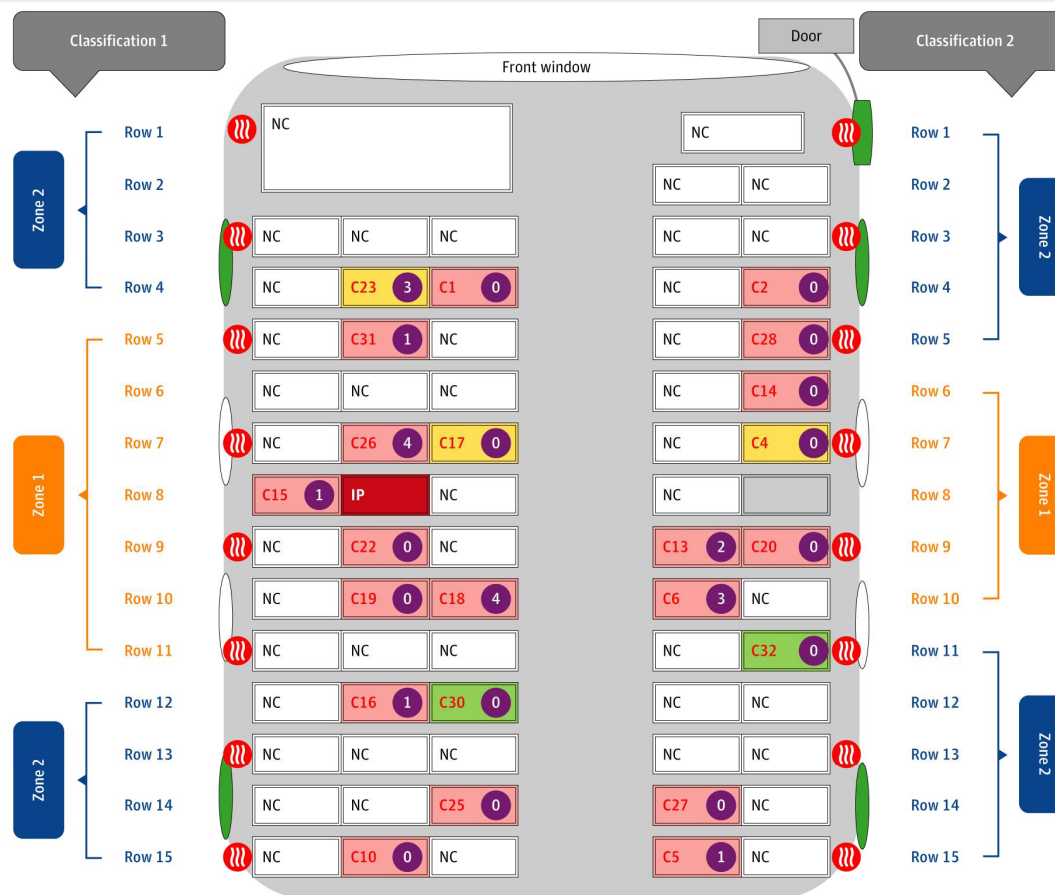 Classification 1
Door
Classification 2
Front window
Row 1 NC NC Row 1
Row 2 NC NC Row 2
Zone 2
Zone 2
Row 3 NC NC NC NC NC Row 3
Row 4 NC C23 3 C1 0 NC C2 0 Row 4
Row 5 NC C31 1 NC NC C28 0 Row 5
Row 6 NC NC NC NC C14 0 Row 6
Row 7 NC C26 4 C17 0 NC C4 0 Row 7
Zone 1
Zone 1
Row 8 C15 1 IP NC NC Row 8
Row 9 NC C22 0 NC C13 2 C20 0 Row 9
Row 10 NC C19 0 C18 4 C6 3 NC Row 10
Row 11 NC NC NC NC C32 0 Row 11
Row 12 NC C16 1 C30 0 NC NC Row 12
Row 13 NC NC NC NC NC Row 13
Zone 2
Zone 2
Row 14 NC NC C25 0 C27 0 NC Row 14
Row 15 NC C10 0 NC C5 1 NC Row 15